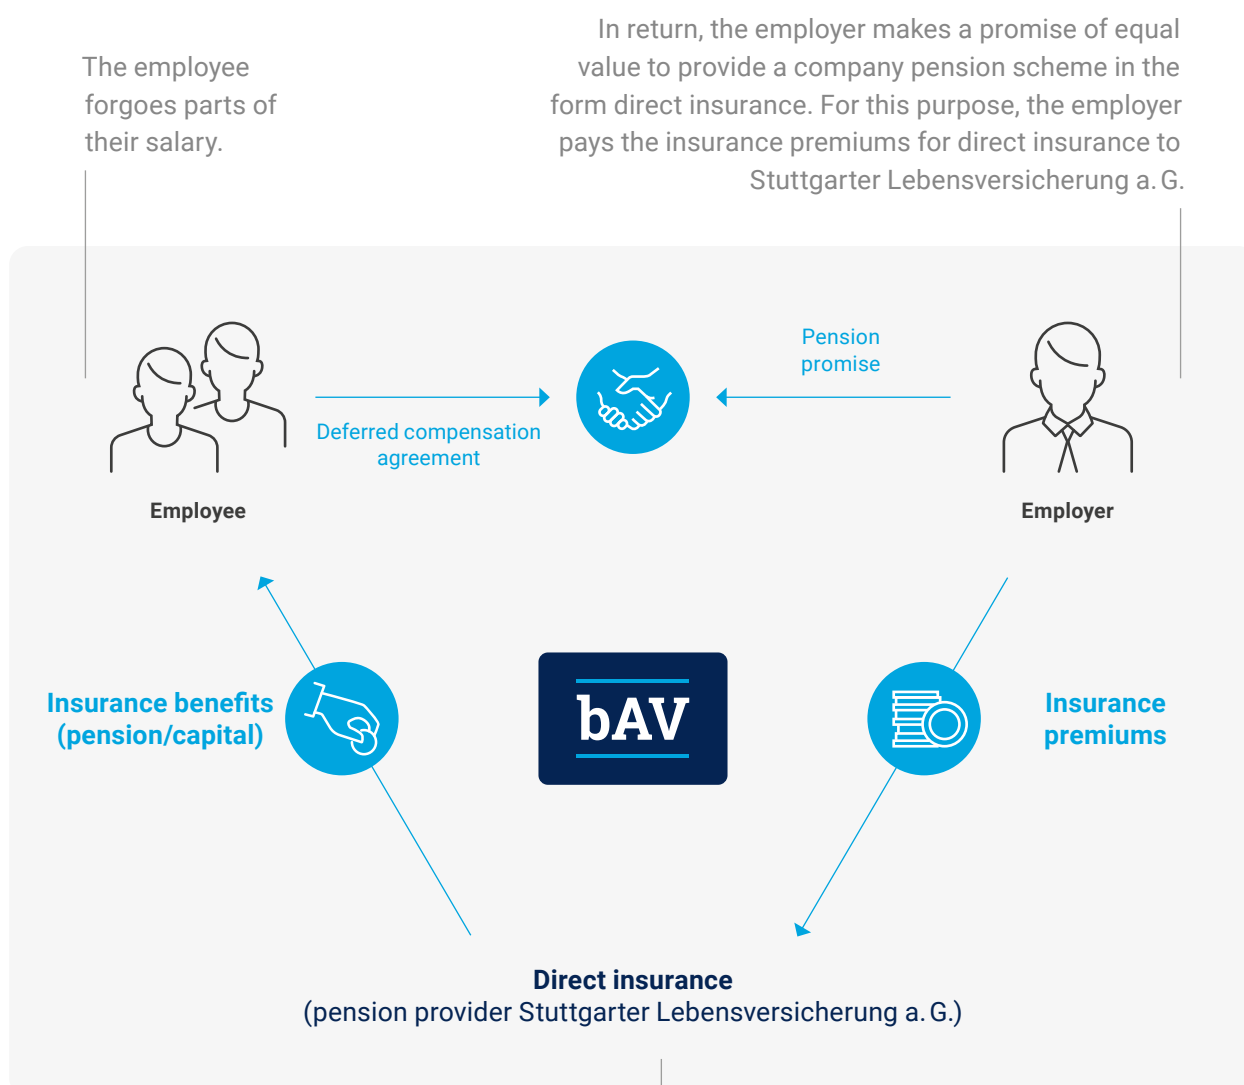 The employee
forgoes parts of
their salary.
In return, the employer makes a promise of equal
value to provide a company pension scheme in the
form direct insurance. For this purpose, the employer
pays the insurance premiums for direct insurance to
Stuttgarter Lebensversicherung a. G.
Pension
promise
Deferred compensation
agreement
Employee
Employer
Insurance benefits
(pension/capital)
bAV
Insurance
premiums
Direct insurance
(pension provider Stuttgarter Lebensversicherung a. G.)